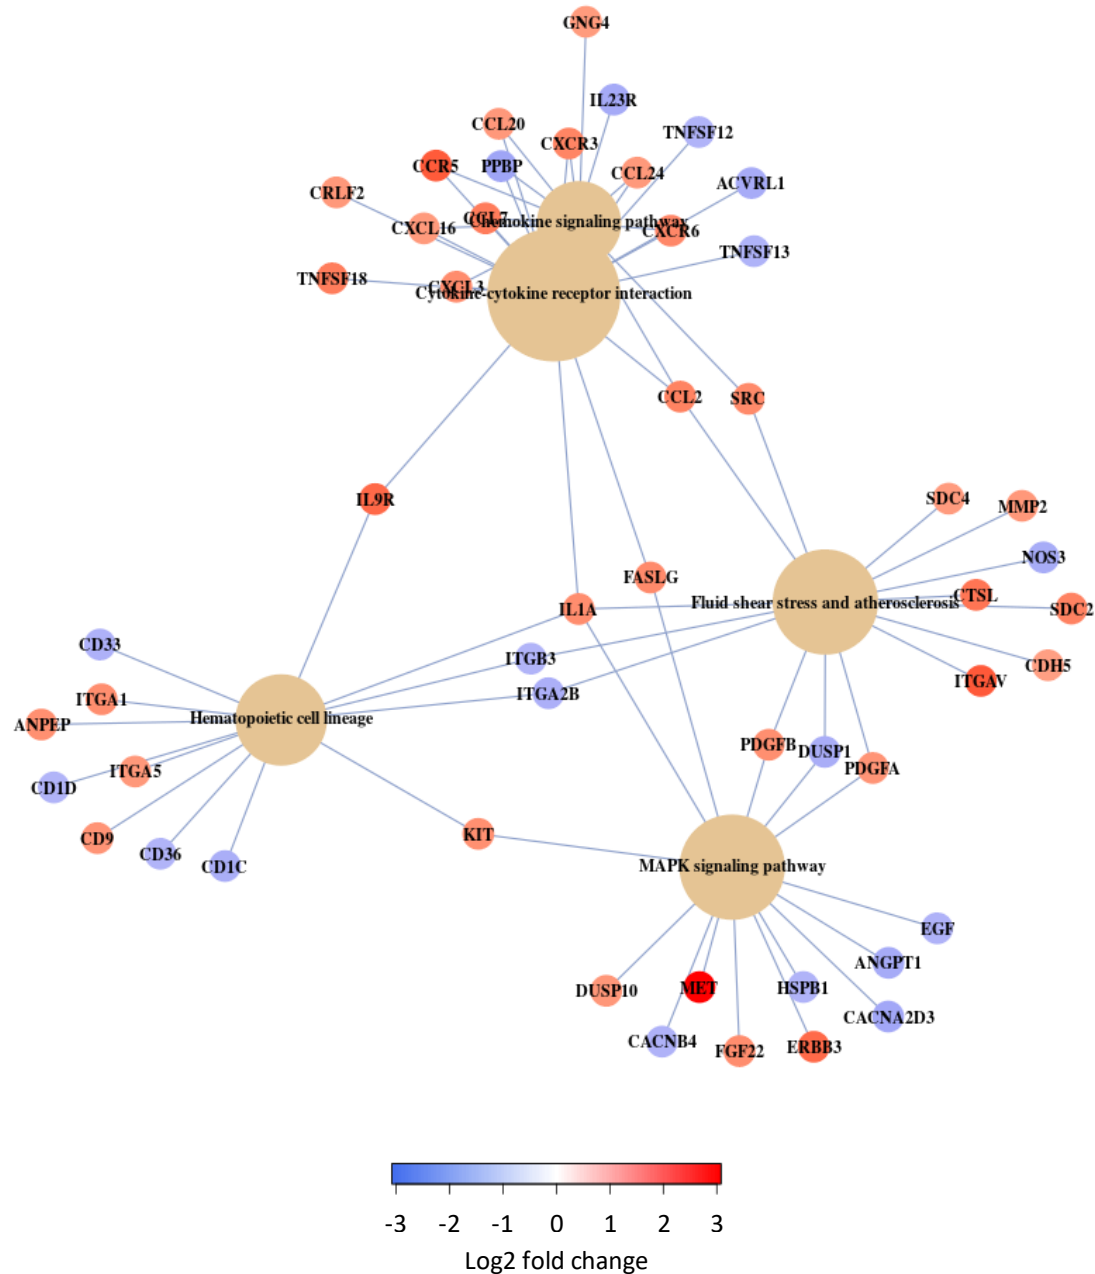 GNG4
IL23R
CCL20
TNFSF12
CXCR3
CCR5
PPBP
CCL24
ACVRL1
CRLF2
CCL7
Chemokine signaling pathway
CXCL16
CXCR6
TNFSF13
TNFSF18
CXCL3
Cytokine-cytokine receptor interaction
CCL2
SRC
IL9R
SDC4
MMP2
NOS3
FASLG
CTSL
Fluid shear stress and atherosclerosis
IL1A
SDC2
CD33
ITGB3
CDH5
ITGAV
ITGA2B
ITGA1
Hematopoietic cell lineage
ANPEP
PDGFB
DUSP1
PDGFA
ITGA5
CD1D
CD9
KIT
CD36
CD1C
MAPK signaling pathway
EGF
ANGPT1
DUSP10
MET
HSPB1
CACNA2D3
CACNB4
FGF22
ERBB3
-3 -2 -1 0 1 2 3
Log2 fold change